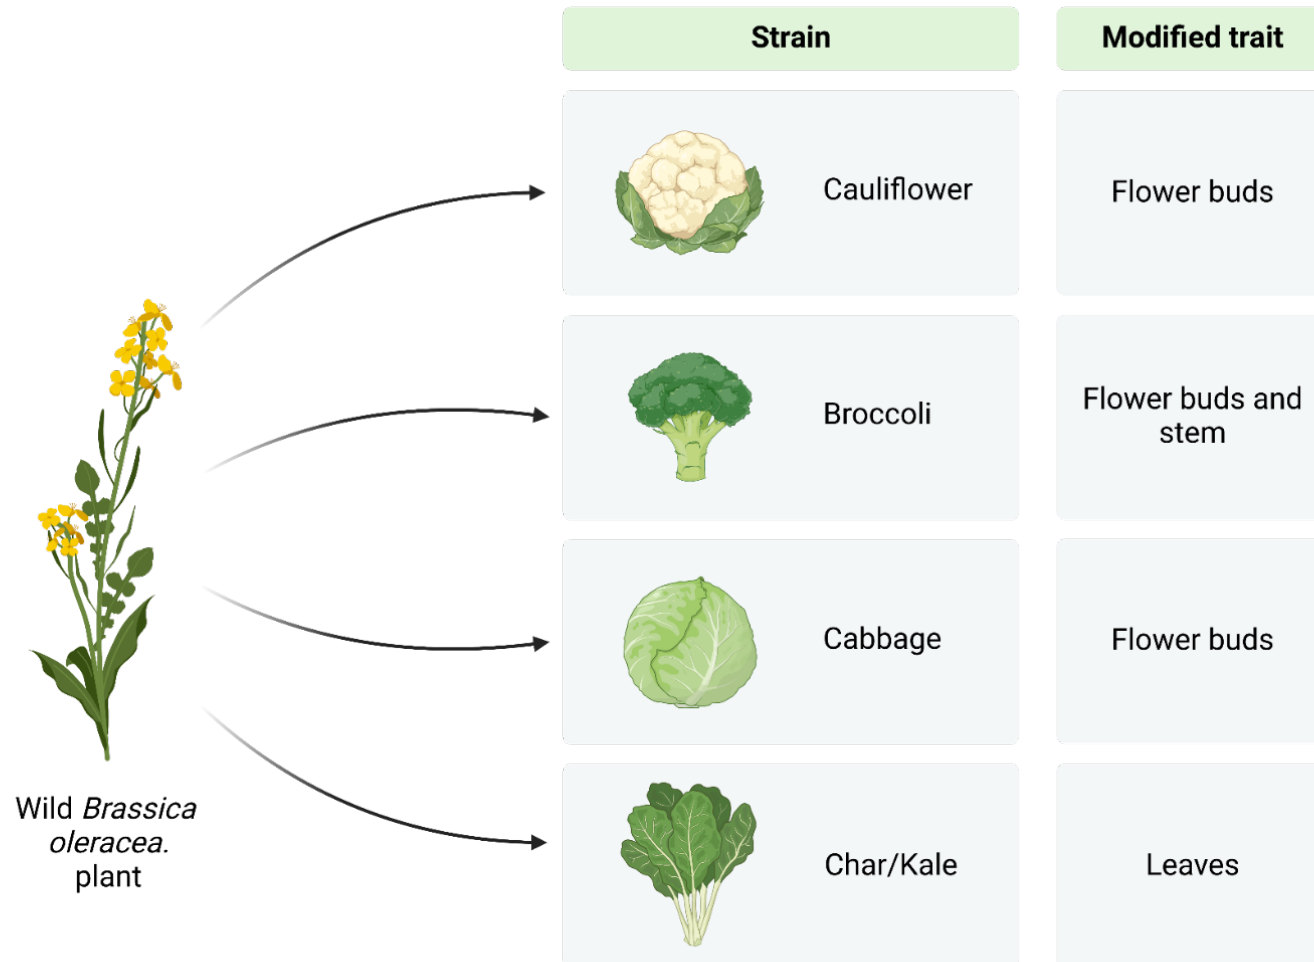 Strain
Modified trait
Cauliflower
Flower buds
Broccoli
Flower buds and
stem
Cabbage
Flower buds
Char/Kale
Leaves
Wild Brassica
oleracea.
plant